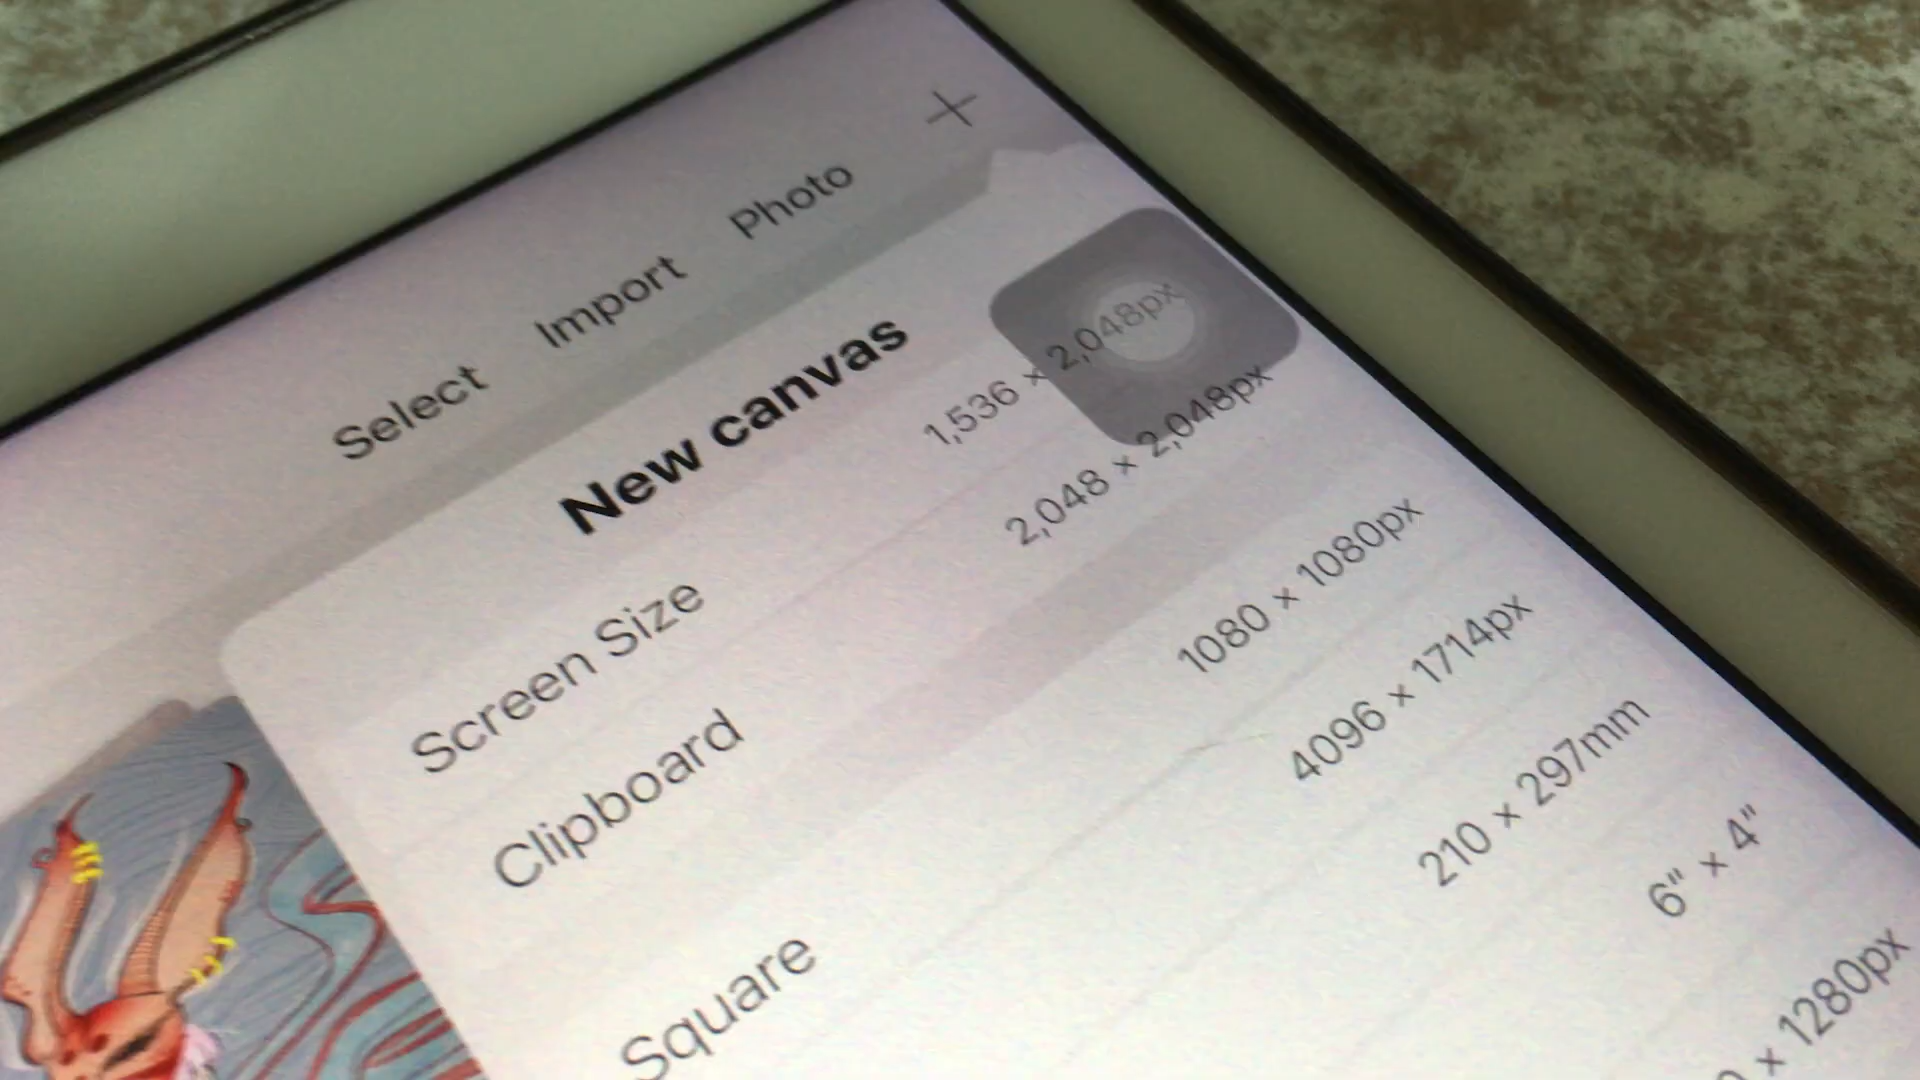 Select Import Photo +
New canvas
Screen Size 1,536 × 2,048px
Clipboard 2,048 × 2,048px
Square 1080 × 1080px
4096 × 1714px
210 × 297mm
6" × 4"
× 1280px